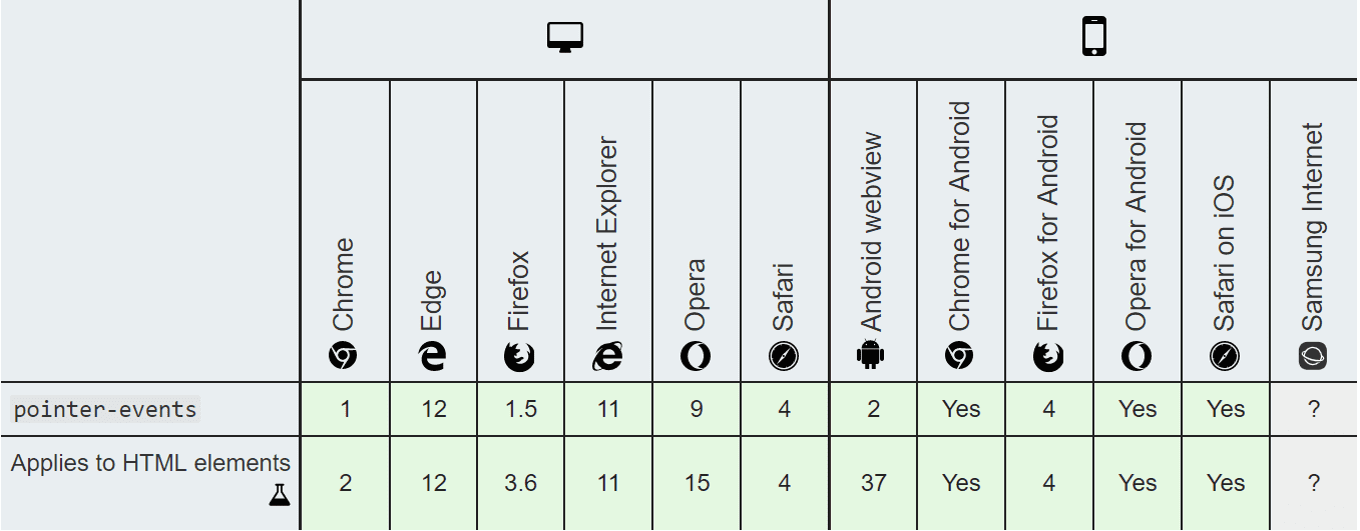 Chrome
Edge
Firefox
Internet Explorer
Opera
Safari
Android webview
Chrome for Android
Firefox for Android
Opera for Android
Safari on iOS
Samsung Internet
pointer-events 1 12 1.5 11 9 4 2 Yes 4 Yes Yes ?
Applies to HTML elements 2 12 3.6 11 15 4 37 Yes 4 Yes Yes ?